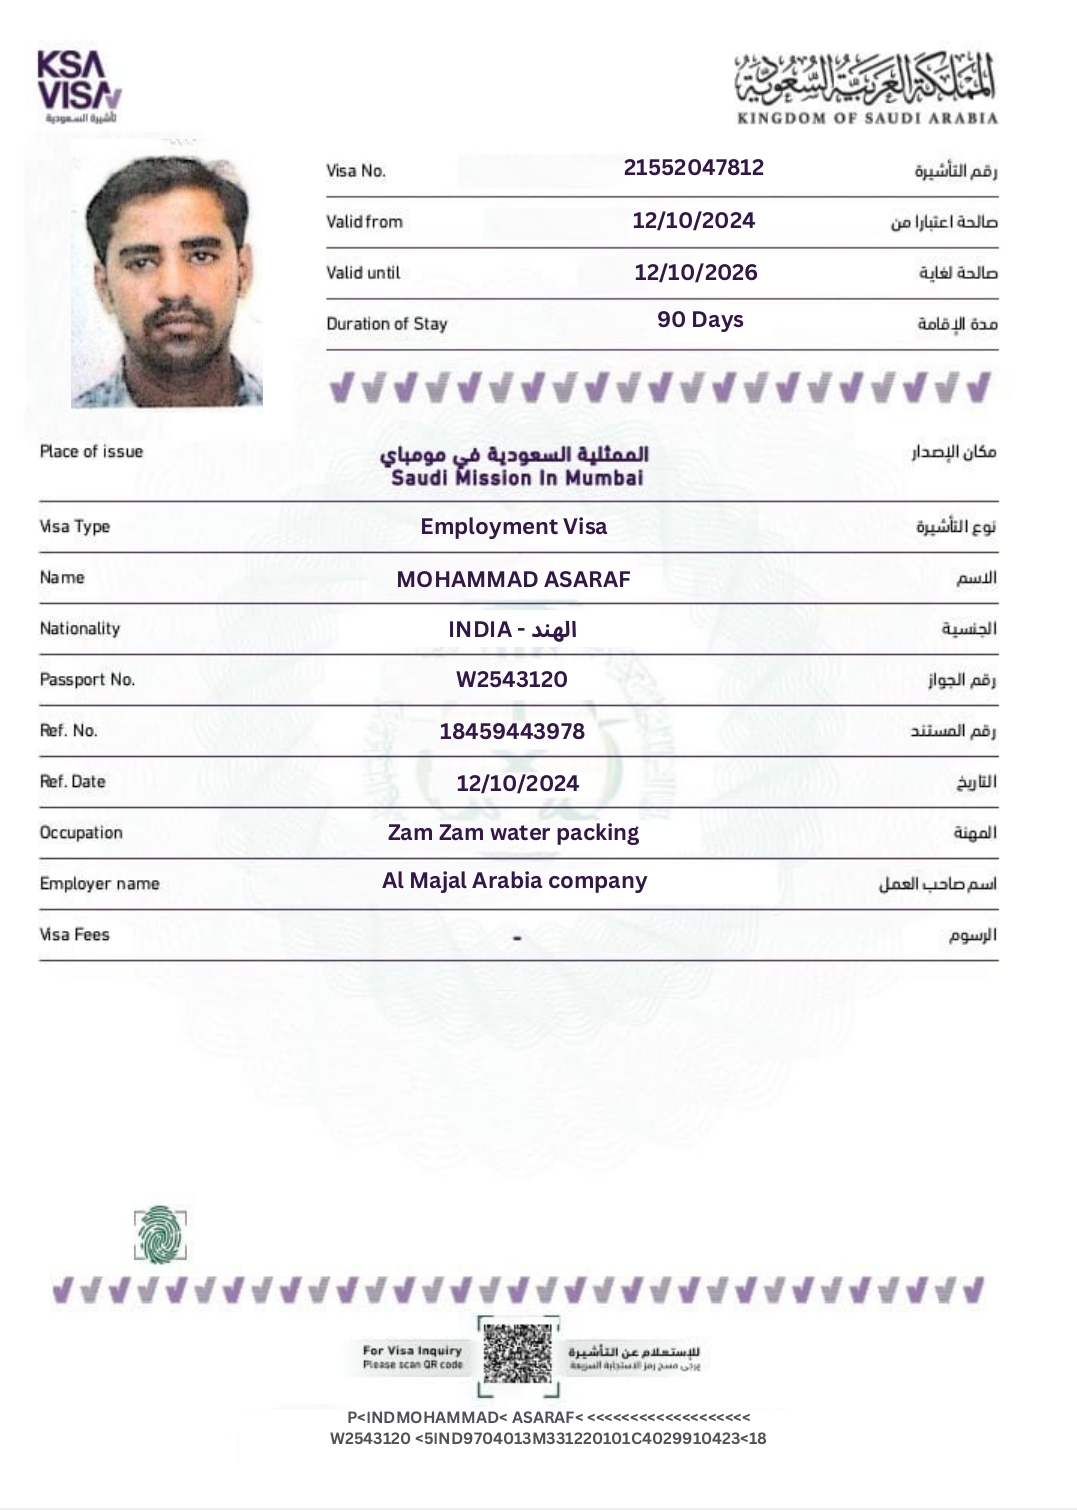 KSA
VISA
تأشيرة السعودية
المملكة العربية السعودية
KINGDOM OF SAUDI ARABIA
Visa No. 21552047812 رقم التأشيرة
Valid from 12/10/2024 صالحة اعتبارا من
Valid until 12/10/2026 صالحة لغاية
Duration of Stay 90 Days مدة الإقامة
Place of issue الممثلية السعودية في مومباي مكان الإصدار
Saudi Mission In Mumbai
Visa Type Employment Visa نوع التأشيرة
Name MOHAMMAD ASARAF الاسم
Nationality INDIA - الهند الجنسية
Passport No. W2543120 رقم الجواز
Ref. No. 18459443978 رقم المستند
Ref. Date 12/10/2024 التاريخ
Occupation Zam Zam water packing المهنة
Employer name Al Majal Arabia company اسم صاحب العمل
Visa Fees - الرسوم
For Visa Inquiry للإستعلام عن التأشيرة
Please scan QR code يرجى مسح رمز الاستجابة السريعة
P<INDMOHAMMAD< ASARAF< <<<<<<<<<<<<<<<<<<<
W2543120 <5IND9704013M331220101C4029910423<18